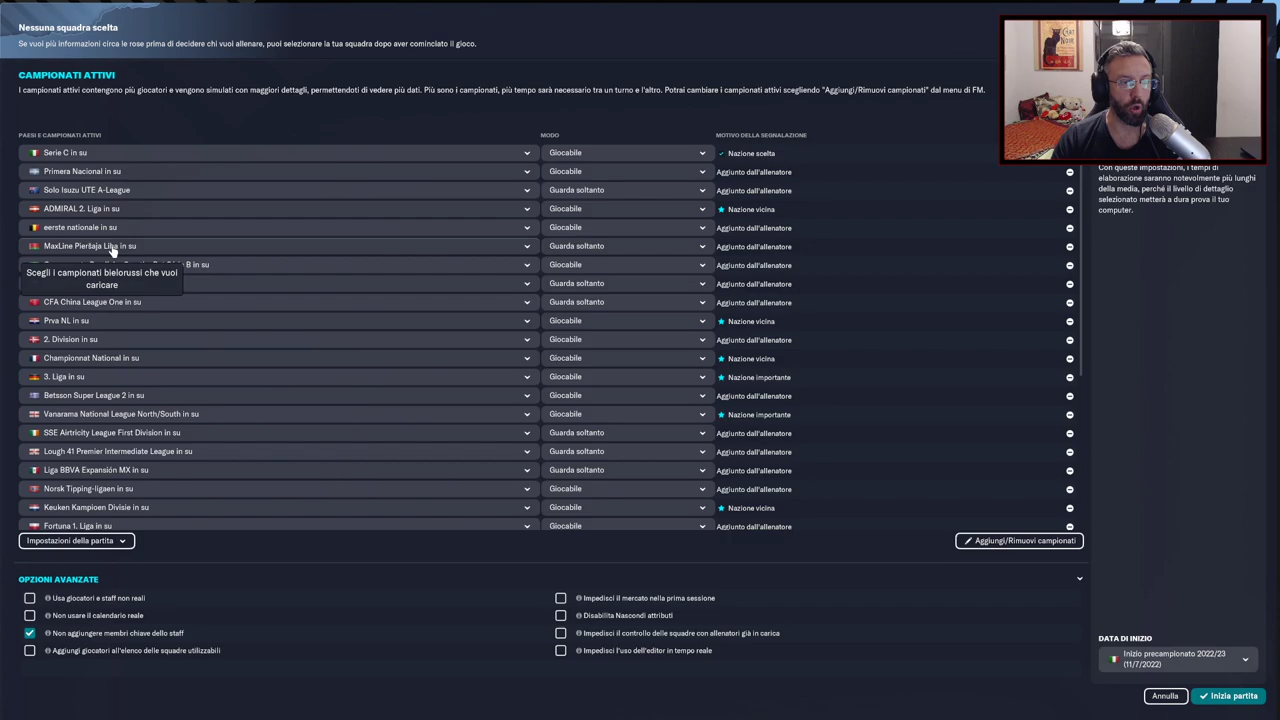 Nessuna squadra scelta
Se vuoi più informazioni circa le rose prima di decidere chi vuoi allenare, puoi selezionare la tua squadra dopo aver cominciato il gioco.
CAMPIONATI ATTIVI
I campionati attivi contengono più giocatori e vengono simulati con maggiori dettagli, permettendoti di vedere più dati. Più sono i campionati, più tempo sarà necessario tra un turno e l'altro. Potrai cambiare i campionati attivi scegliendo "Aggiungi/Rimuovi campionati" dal menu di FM.
CHAT
NOIR
PAESI E CAMPIONATI ATTIVI MODO MOTIVO DELLA SEGNALAZIONE
Serie C in su Giocabile Nazione scelta
Primera Nacional in su Giocabile Aggiunto dall'allenatore
Solo Isuzu UTE A-League Guarda soltanto Aggiunto dall'allenatore
ADMIRAL 2. Liga in su Giocabile Nazione vicina
eerste nationale in su Giocabile Aggiunto dall'allenatore
MaxLine Pieršaja Liha in su Guarda soltanto Aggiunto dall'allenatore
B in su Giocabile Aggiunto dall'allenatore
Scegli i campionati bielorussi che vuoi
caricare
Guarda soltanto Aggiunto dall'allenatore
CFA China League One in su Guarda soltanto Aggiunto dall'allenatore
Prva NL in su Giocabile Nazione vicina
2. Division in su Giocabile Aggiunto dall'allenatore
Championnat National in su Giocabile Nazione vicina
3. Liga in su Giocabile Nazione importante
Betsson Super League 2 in su Giocabile Aggiunto dall'allenatore
Vanarama National League North/South in su Giocabile Nazione importante
SSE Airtricity League First Division in su Guarda soltanto Aggiunto dall'allenatore
Lough 41 Premier Intermediate League in su Guarda soltanto Aggiunto dall'allenatore
Liga BBVA Expansión MX in su Guarda soltanto Aggiunto dall'allenatore
Norsk Tipping-ligaen in su Giocabile Aggiunto dall'allenatore
Keuken Kampioen Divisie in su Giocabile Nazione vicina
Fortuna 1. Liga in su Giocabile Aggiunto dall'allenatore
Con queste impostazioni, i tempi di
elaborazione saranno notevolmente più lunghi
della media, perché il livello di dettaglio
selezionato metterà a dura prova il tuo
computer.
Impostazioni della partita Aggiungi/Rimuovi campionati
OPZIONI AVANZATE
Usa giocatori e staff non reali Impedisci il mercato nella prima sessione
Non usare il calendario reale Disabilita Nascondi attributi
Non aggiungere membri chiave dello staff Impedisci il controllo delle squadre con allenatori già in carica
Aggiungi giocatori all'elenco delle squadre utilizzabili Impedisci l'uso dell'editor in tempo reale
DATA DI INIZIO
Inizio precampionato 2022/23
(11/7/2022)
Annulla Inizia partita